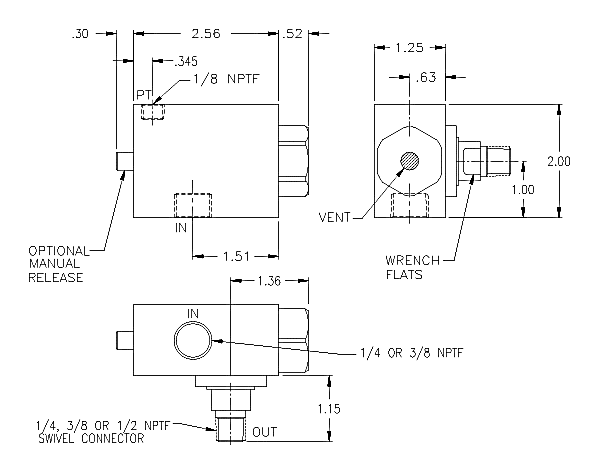 .30 2.56 .52
1.25
.345
.63
1/8 NPTF
PT
2.00
1.00
VENT
IN
OPTIONAL
MANUAL
RELEASE
1.51
WRENCH
FLATS
1.36
IN
1/4 OR 3/8 NPTF
1.15
1/4, 3/8 OR 1/2 NPTF
SWIVEL CONNECTOR
OUT